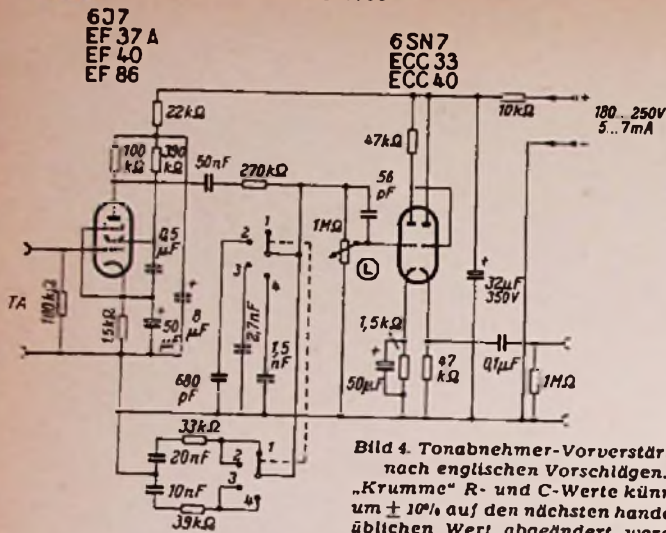 6J7
EF 37 A
EF 40
EF 86
6 SN 7
ECC 33
ECC 40
22kΩ
10kΩ
180...250V
5...7mA
100
kΩ
390
kΩ
50nF
270kΩ
47kΩ
56
pF
0,5
µF
1MΩ
L
32µF
350V
TA
100kΩ
1,5kΩ
50
µF
8
µF
2
1
3
4
2,7nF
1,5
nF
680
pF
1,5kΩ
50µF
47
kΩ
0,1µF
1MΩ
33kΩ
20nF
10nF
39kΩ
1
2
3
4
Bild 4. Tonabnehmer-Vorverstär
nach englischen Vorschlägen.
„Krumme“ R- und C-Werte könn
um ± 10% auf den nächsten hande
üblichen Wert abgeändert